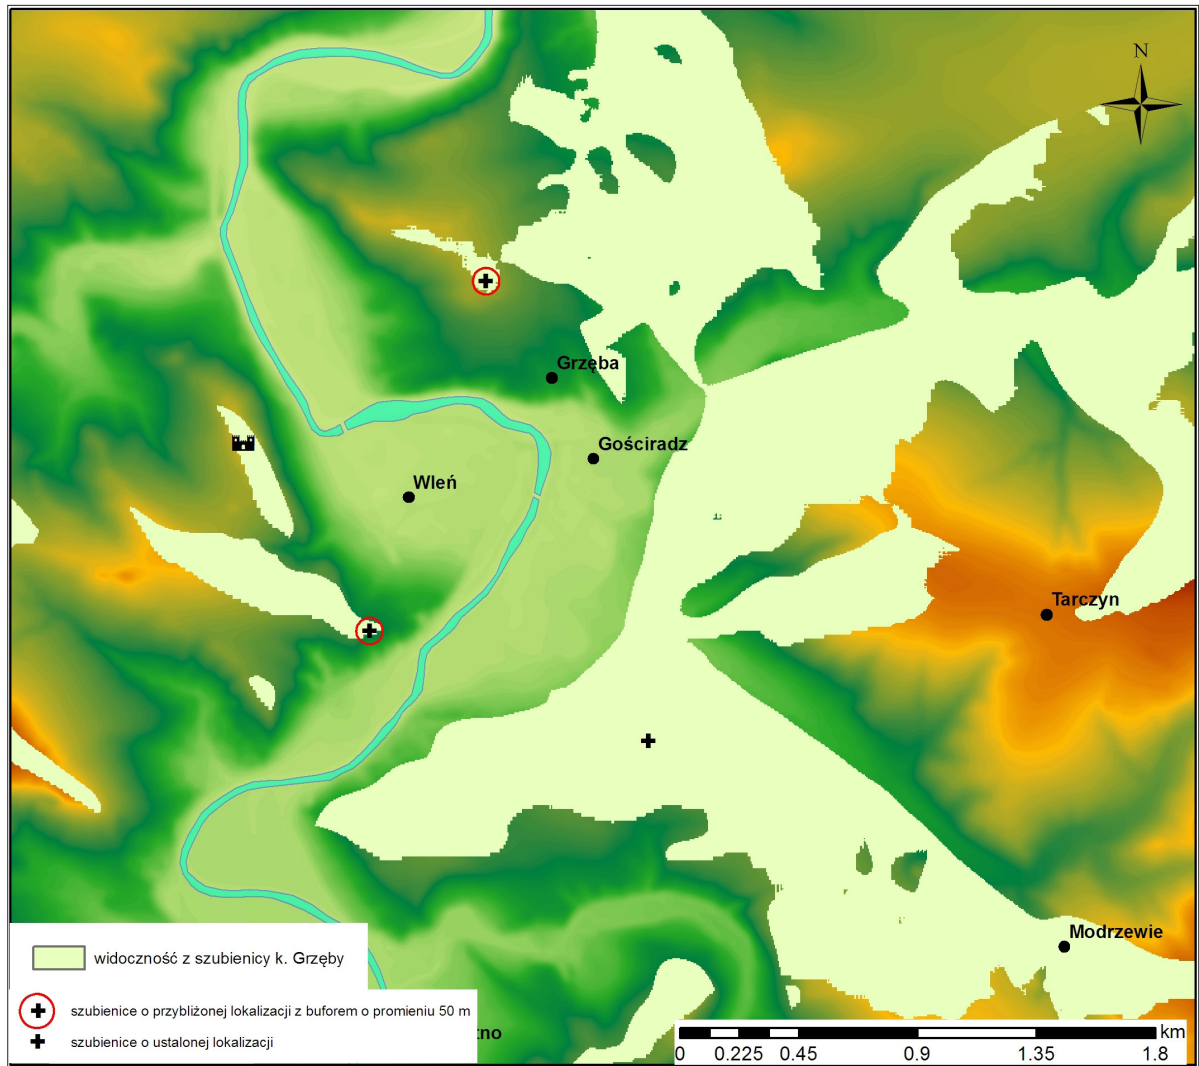 N
Grzęba
Gościradz
Wleń
Tarczyn
Modrzewie
widoczność z szubienicy k. Grzęby
szubienice o przybliżonej lokalizacji z buforem o promieniu 50 m
szubienice o ustalonej lokalizacji
tno
km
0 0.225 0.45 0.9 1.35 1.8